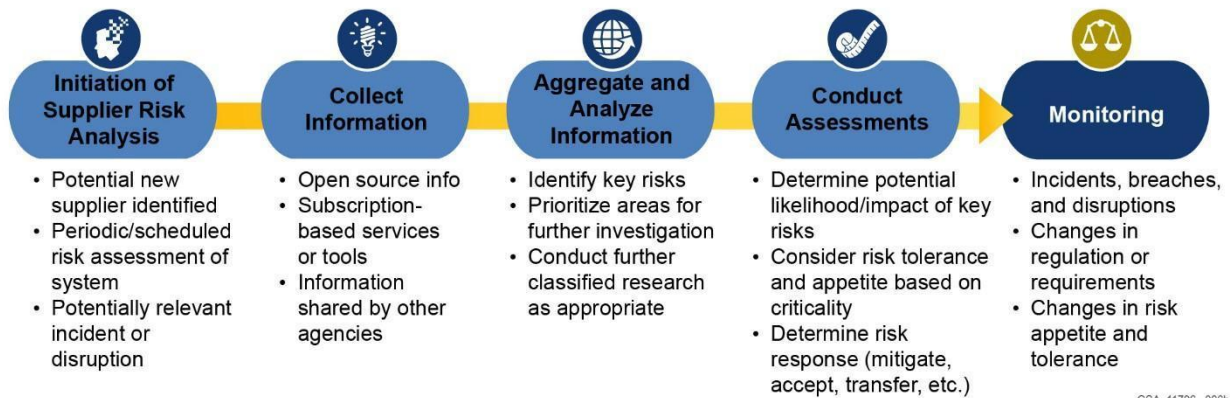 Initiation of
Supplier Risk
Analysis
• Potential new
supplier identified
• Periodic/scheduled
risk assessment of
system
• Potentially relevant
incident or
disruption
Collect
Information
• Open source info
• Subscription-
based services
or tools
• Information
shared by other
agencies
Aggregate and
Analyze
Information
• Identify key risks
• Prioritize areas for
further investigation
• Conduct further
classified research
as appropriate
Conduct
Assessments
• Determine potential
likelihood/impact of key
risks
• Consider risk tolerance
and appetite based on
criticality
• Determine risk
response (mitigate,
accept, transfer, etc.)
Monitoring
• Incidents, breaches,
and disruptions
• Changes in
regulation or
requirements
• Changes in risk
appetite and
tolerance